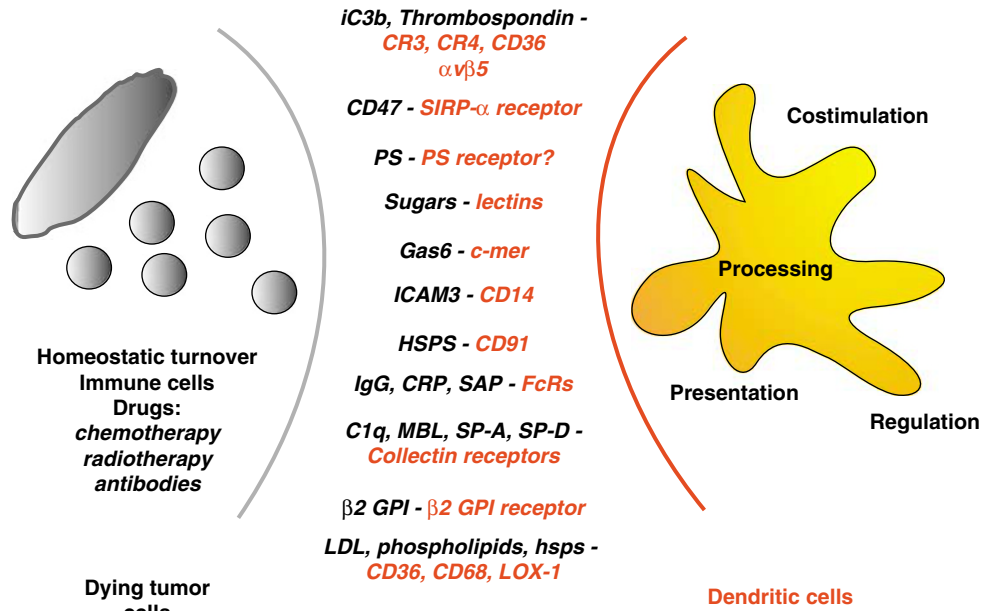 iC3b, Thrombospondin -
CR3, CR4, CD36
αvβ5
CD47 - SIRP-α receptor
PS - PS receptor?
Sugars - lectins
Gas6 - c-mer
ICAM3 - CD14
HSPS - CD91
IgG, CRP, SAP - FcRs
C1q, MBL, SP-A, SP-D -
Collectin receptors
β2 GPI - β2 GPI receptor
LDL, phospholipids, hsps -
CD36, CD68, LOX-1
Homeostatic turnover
Immune cells
Drugs:
chemotherapy
radiotherapy
antibodies
Dying tumor
cells
Costimulation
Processing
Presentation
Regulation
Dendritic cells